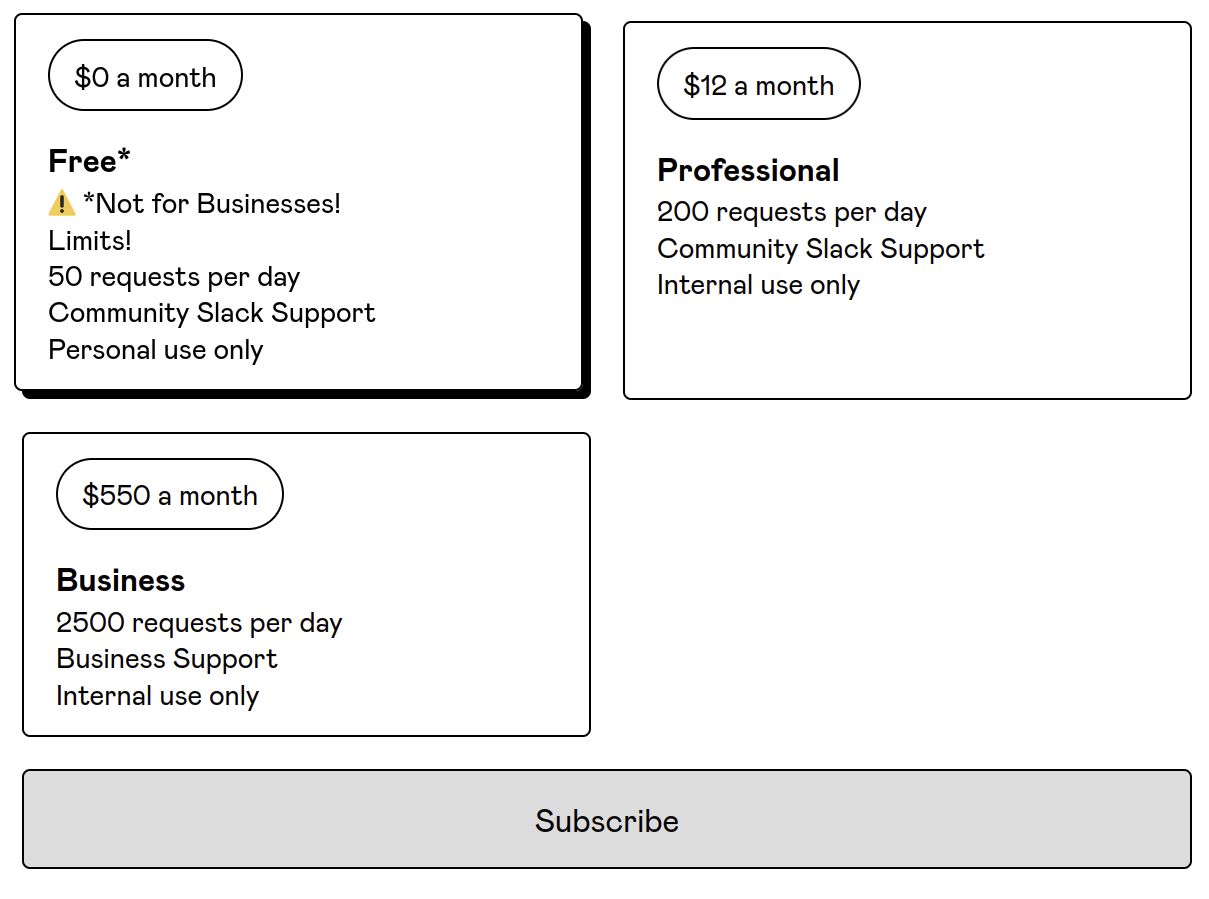 $0 a month
Free*
⚠️ *Not for Businesses!
Limits!
50 requests per day
Community Slack Support
Personal use only
$12 a month
Professional
200 requests per day
Community Slack Support
Internal use only
$550 a month
Business
2500 requests per day
Business Support
Internal use only
Subscribe